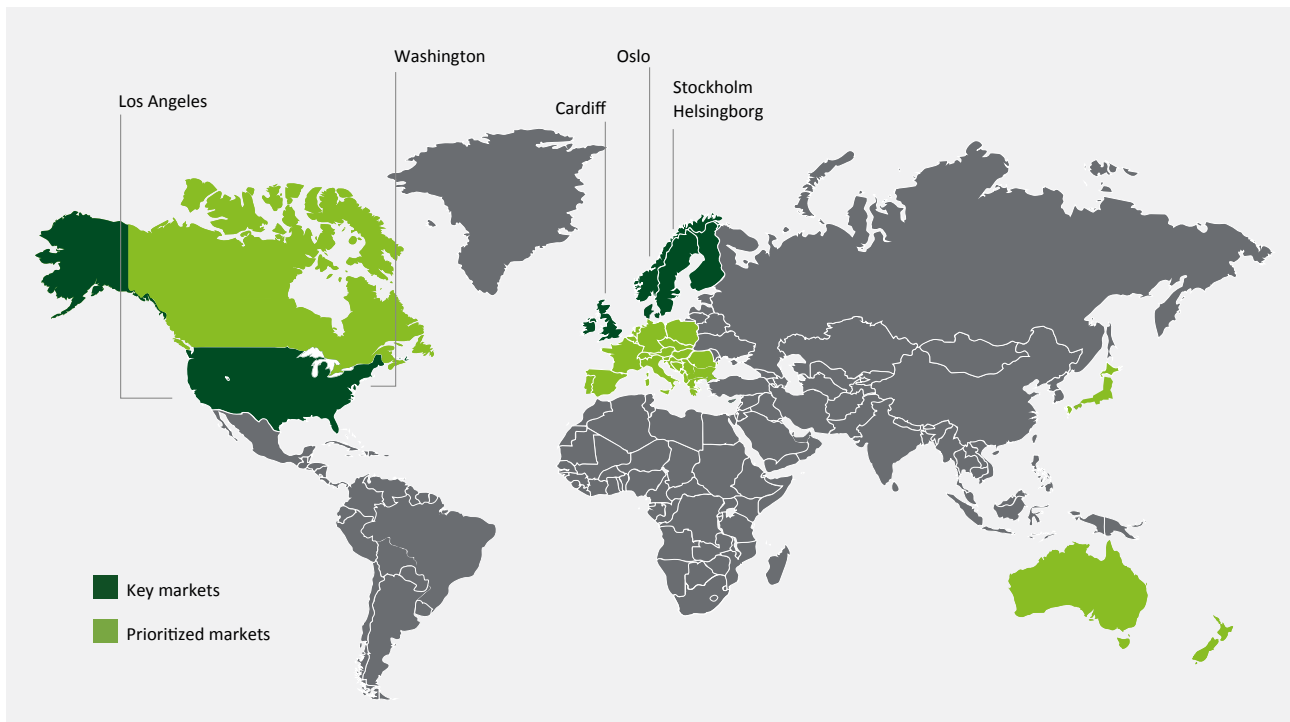 Washington
Oslo
Stockholm
Helsingborg
Los Angeles
Cardiff
Key markets
Prioritized markets